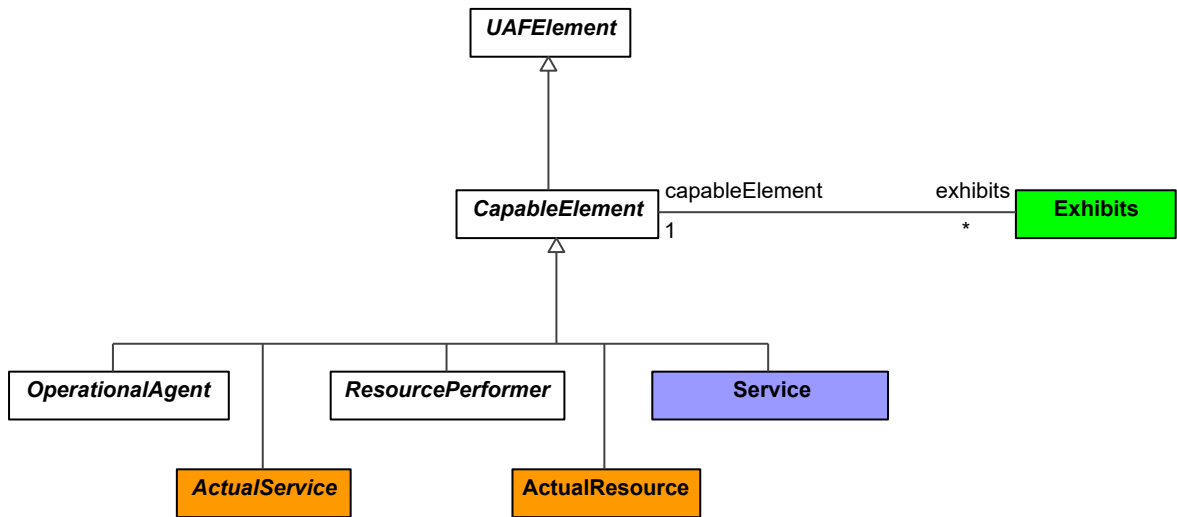 UAFElement
capableElement
exhibits
CapableElement
Exhibits
1
*
OperationalAgent
ResourcePerformer
Service
ActualService
ActualResource